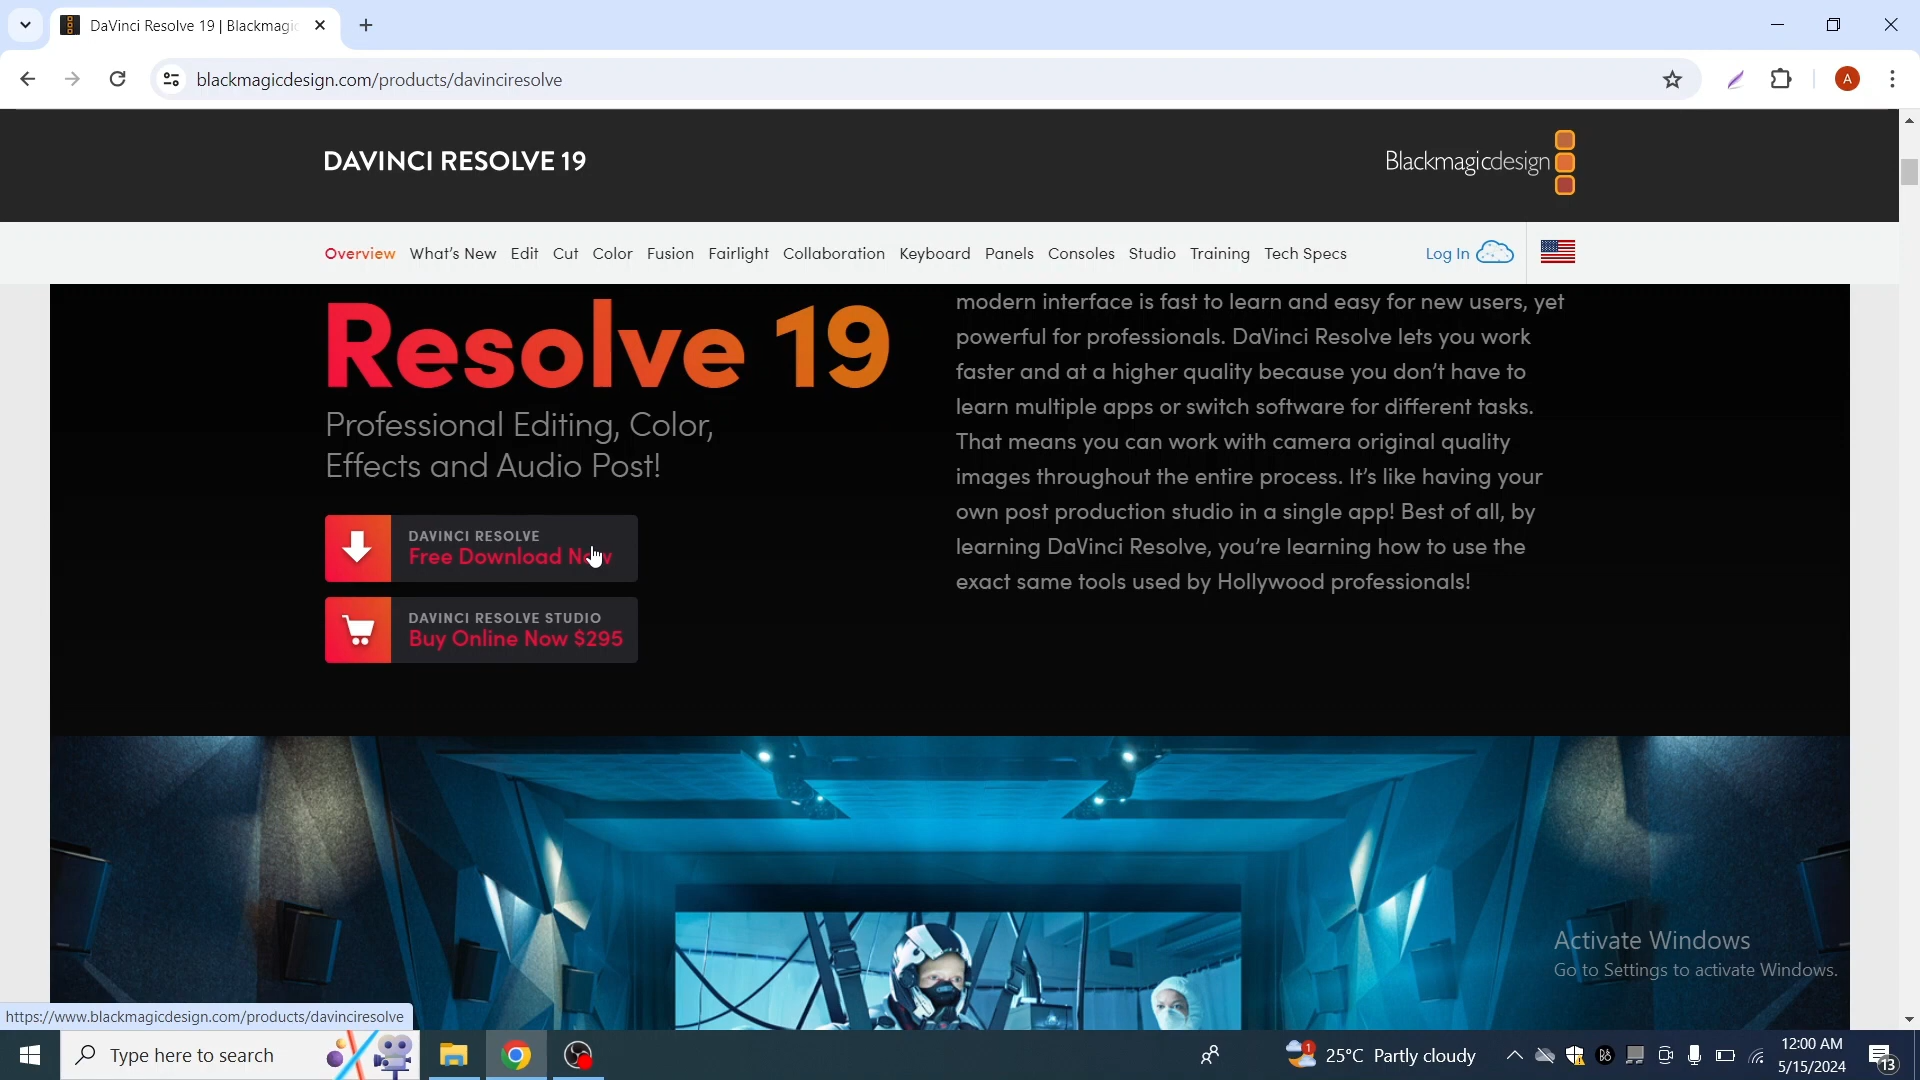 DaVinci Resolve 19 | Blackmagic
blackmagicdesign.com/products/davinciresolve
A
DAVINCI RESOLVE 19
Blackmagicdesign
Overview What's New Edit Cut Color Fusion Fairlight Collaboration Keyboard Panels Consoles Studio Training Tech Specs Log In
Resolve 19
Professional Editing, Color,
Effects and Audio Post!
DAVINCI RESOLVE
Free Download Now
DAVINCI RESOLVE STUDIO
Buy Online Now $295
modern interface is fast to learn and easy for new users, yet
powerful for professionals. DaVinci Resolve lets you work
faster and at a higher quality because you don't have to
learn multiple apps or switch software for different tasks.
That means you can work with camera original quality
images throughout the entire process. It's like having your
own post production studio in a single app! Best of all, by
learning DaVinci Resolve, you're learning how to use the
exact same tools used by Hollywood professionals!
Activate Windows
Go to Settings to activate Windows.
https://www.blackmagicdesign.com/products/davinciresolve
Type here to search
1
25°C Partly cloudy
12:00 AM
5/15/2024
13